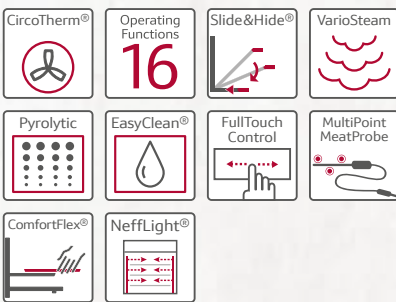 CircoTherm®
Operating
Functions
16
Slide&Hide®
VarioSteam
Pyrolytic
EasyClean®
FullTouch
Control
MultiPoint
MeatProbe
ComfortFlex®
NeffLight®